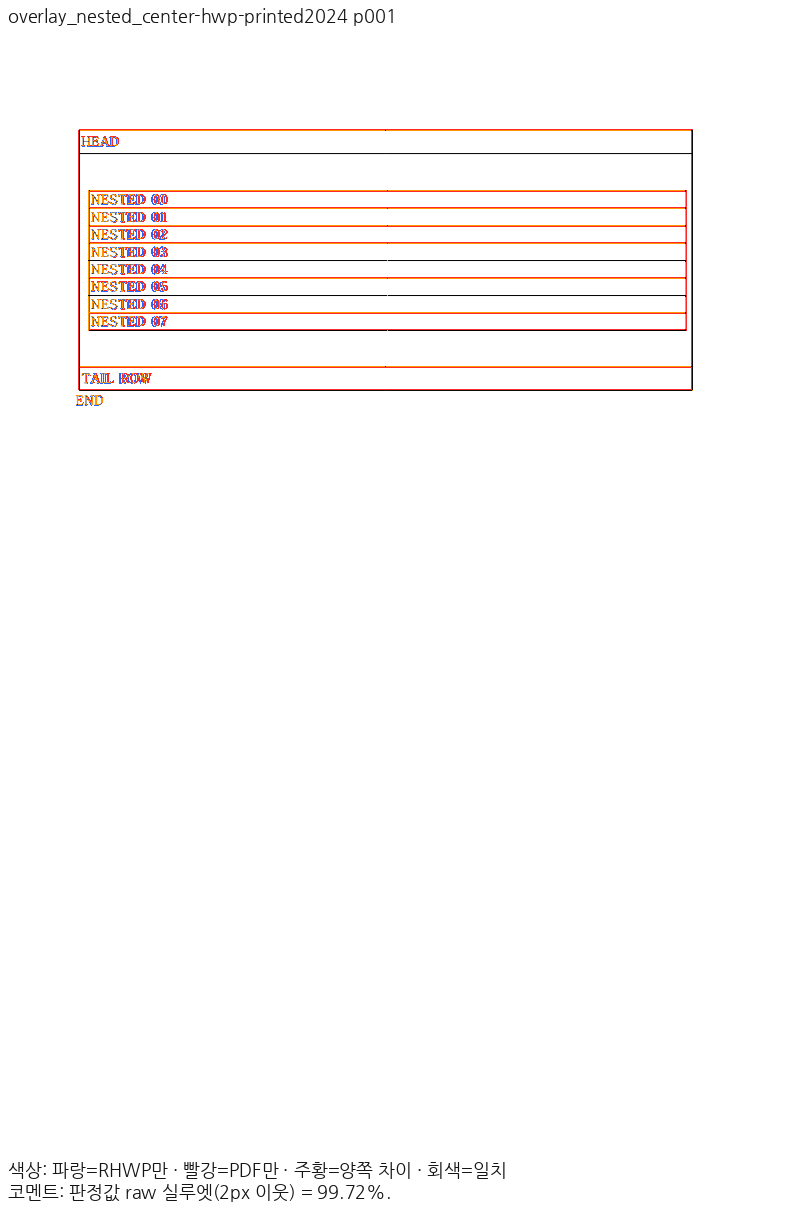 overlay_nested_center-hwp-printed2024 p001
HEAD
NESTED 00
NESTED 01
NESTED 02
NESTED 03
NESTED 04
NESTED 05
NESTED 06
NESTED 07
TAIL ROW
END
색상: 파랑=RHWP만 · 빨강=PDF만 · 주황=양쪽 차이 · 회색=일치
코멘트: 판정값 raw 실루엣(2px 이웃) = 99.72%.